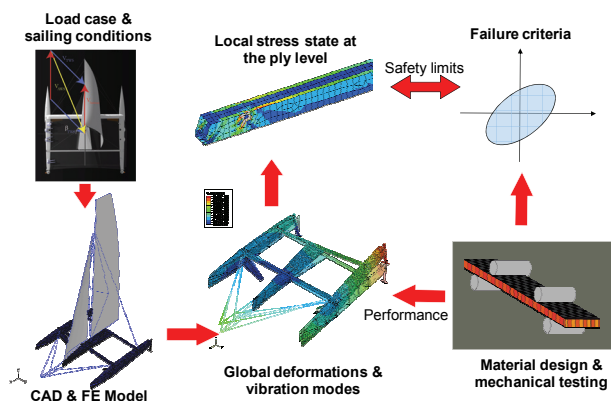 Load case &
sailing conditions
Local stress state at
the ply level
Failure criteria
Safety limits
Performance
CAD & FE Model
Global deformations &
vibration modes
Material design &
mechanical testing